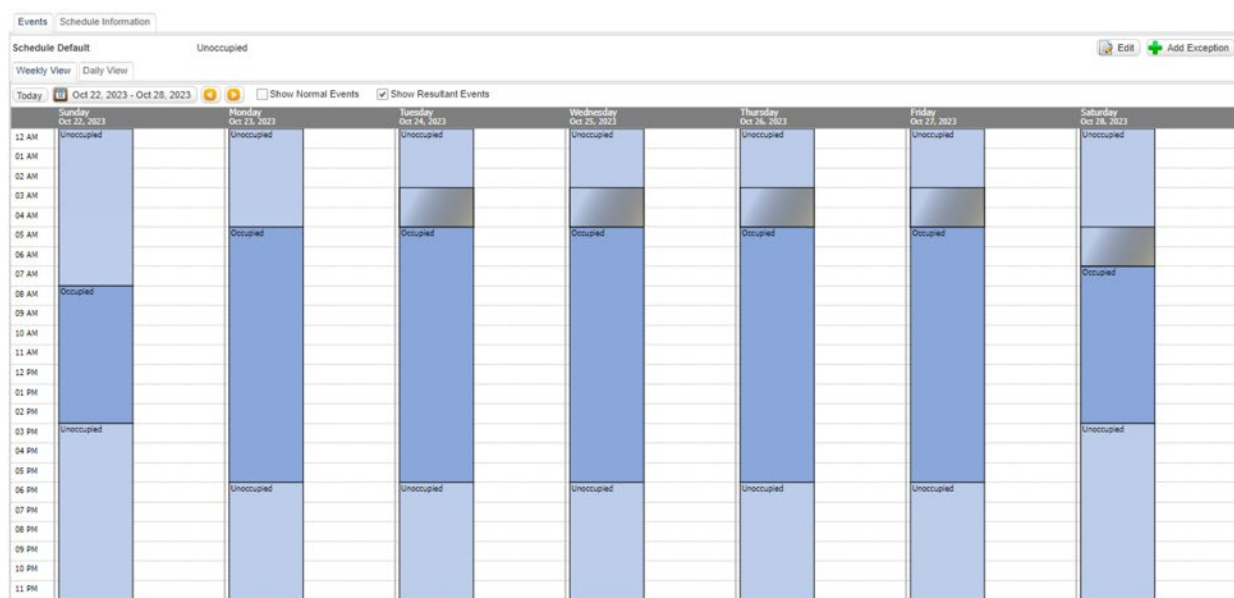 Events Schedule Information
Schedule Default Unoccupied Edit Add Exception
Weekly View Daily View
Today Oct 22, 2023 - Oct 28, 2023 Show Normal Events Show Resultant Events
Sunday Monday Tuesday Wednesday Thursday Friday Saturday
Oct 22, 2023 Oct 23, 2023 Oct 24, 2023 Oct 25, 2023 Oct 26, 2023 Oct 27, 2023 Oct 28, 2023
12 AM Unoccupied Unoccupied Unoccupied Unoccupied Unoccupied Unoccupied Unoccupied
01 AM
02 AM
03 AM
04 AM
05 AM Occupied Occupied Occupied Occupied Occupied
06 AM
07 AM Occupied
08 AM Occupied
09 AM
10 AM
11 AM
12 PM
01 PM
02 PM
03 PM Unoccupied Unoccupied
04 PM
05 PM
06 PM Unoccupied Unoccupied Unoccupied Unoccupied Unoccupied
07 PM
08 PM
09 PM
10 PM
11 PM